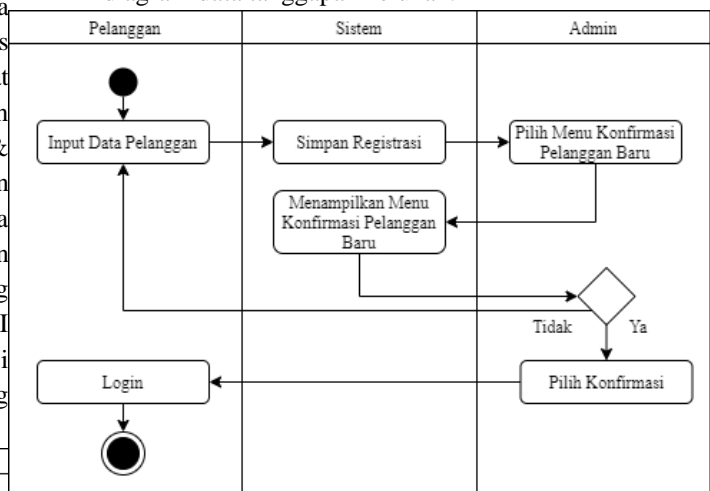 Pelanggan
Sistem
Admin
Input Data Pelanggan
Simpan Registrasi
Pilih Menu Konfirmasi
Pelanggan Baru
Menampilkan Menu
Konfirmasi Pelanggan
Baru
Tidak
Ya
Login
Pilih Konfirmasi